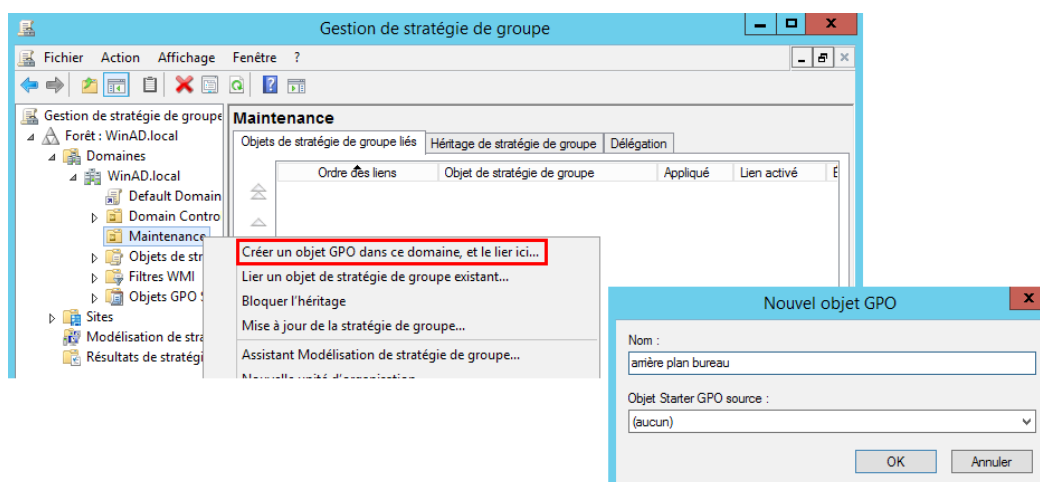 Gestion de stratégie de groupe
Fichier Action Affichage Fenêtre ?
Gestion de stratégie de groupe
Forêt : WinAD.local
Domaines
WinAD.local
Default Domain
Domain Contro
Maintenance
Objets de str
Filtres WMI
Objets GPO
Sites
Modélisation de stra
Résultats de stratégi
Maintenance
Objets de stratégie de groupe liés
Héritage de stratégie de groupe
Délégation
Ordre des liens Objet de stratégie de groupe Appliqué Lien activé E
Créer un objet GPO dans ce domaine, et le lier ici...
Lier un objet de stratégie de groupe existant...
Bloquer l'héritage
Mise à jour de la stratégie de groupe...
Assistant Modélisation de stratégie de groupe...
Nouvel objet GPO
Nom :
arrière plan bureau
Objet Starter GPO source :
(aucun)
OK Annuler